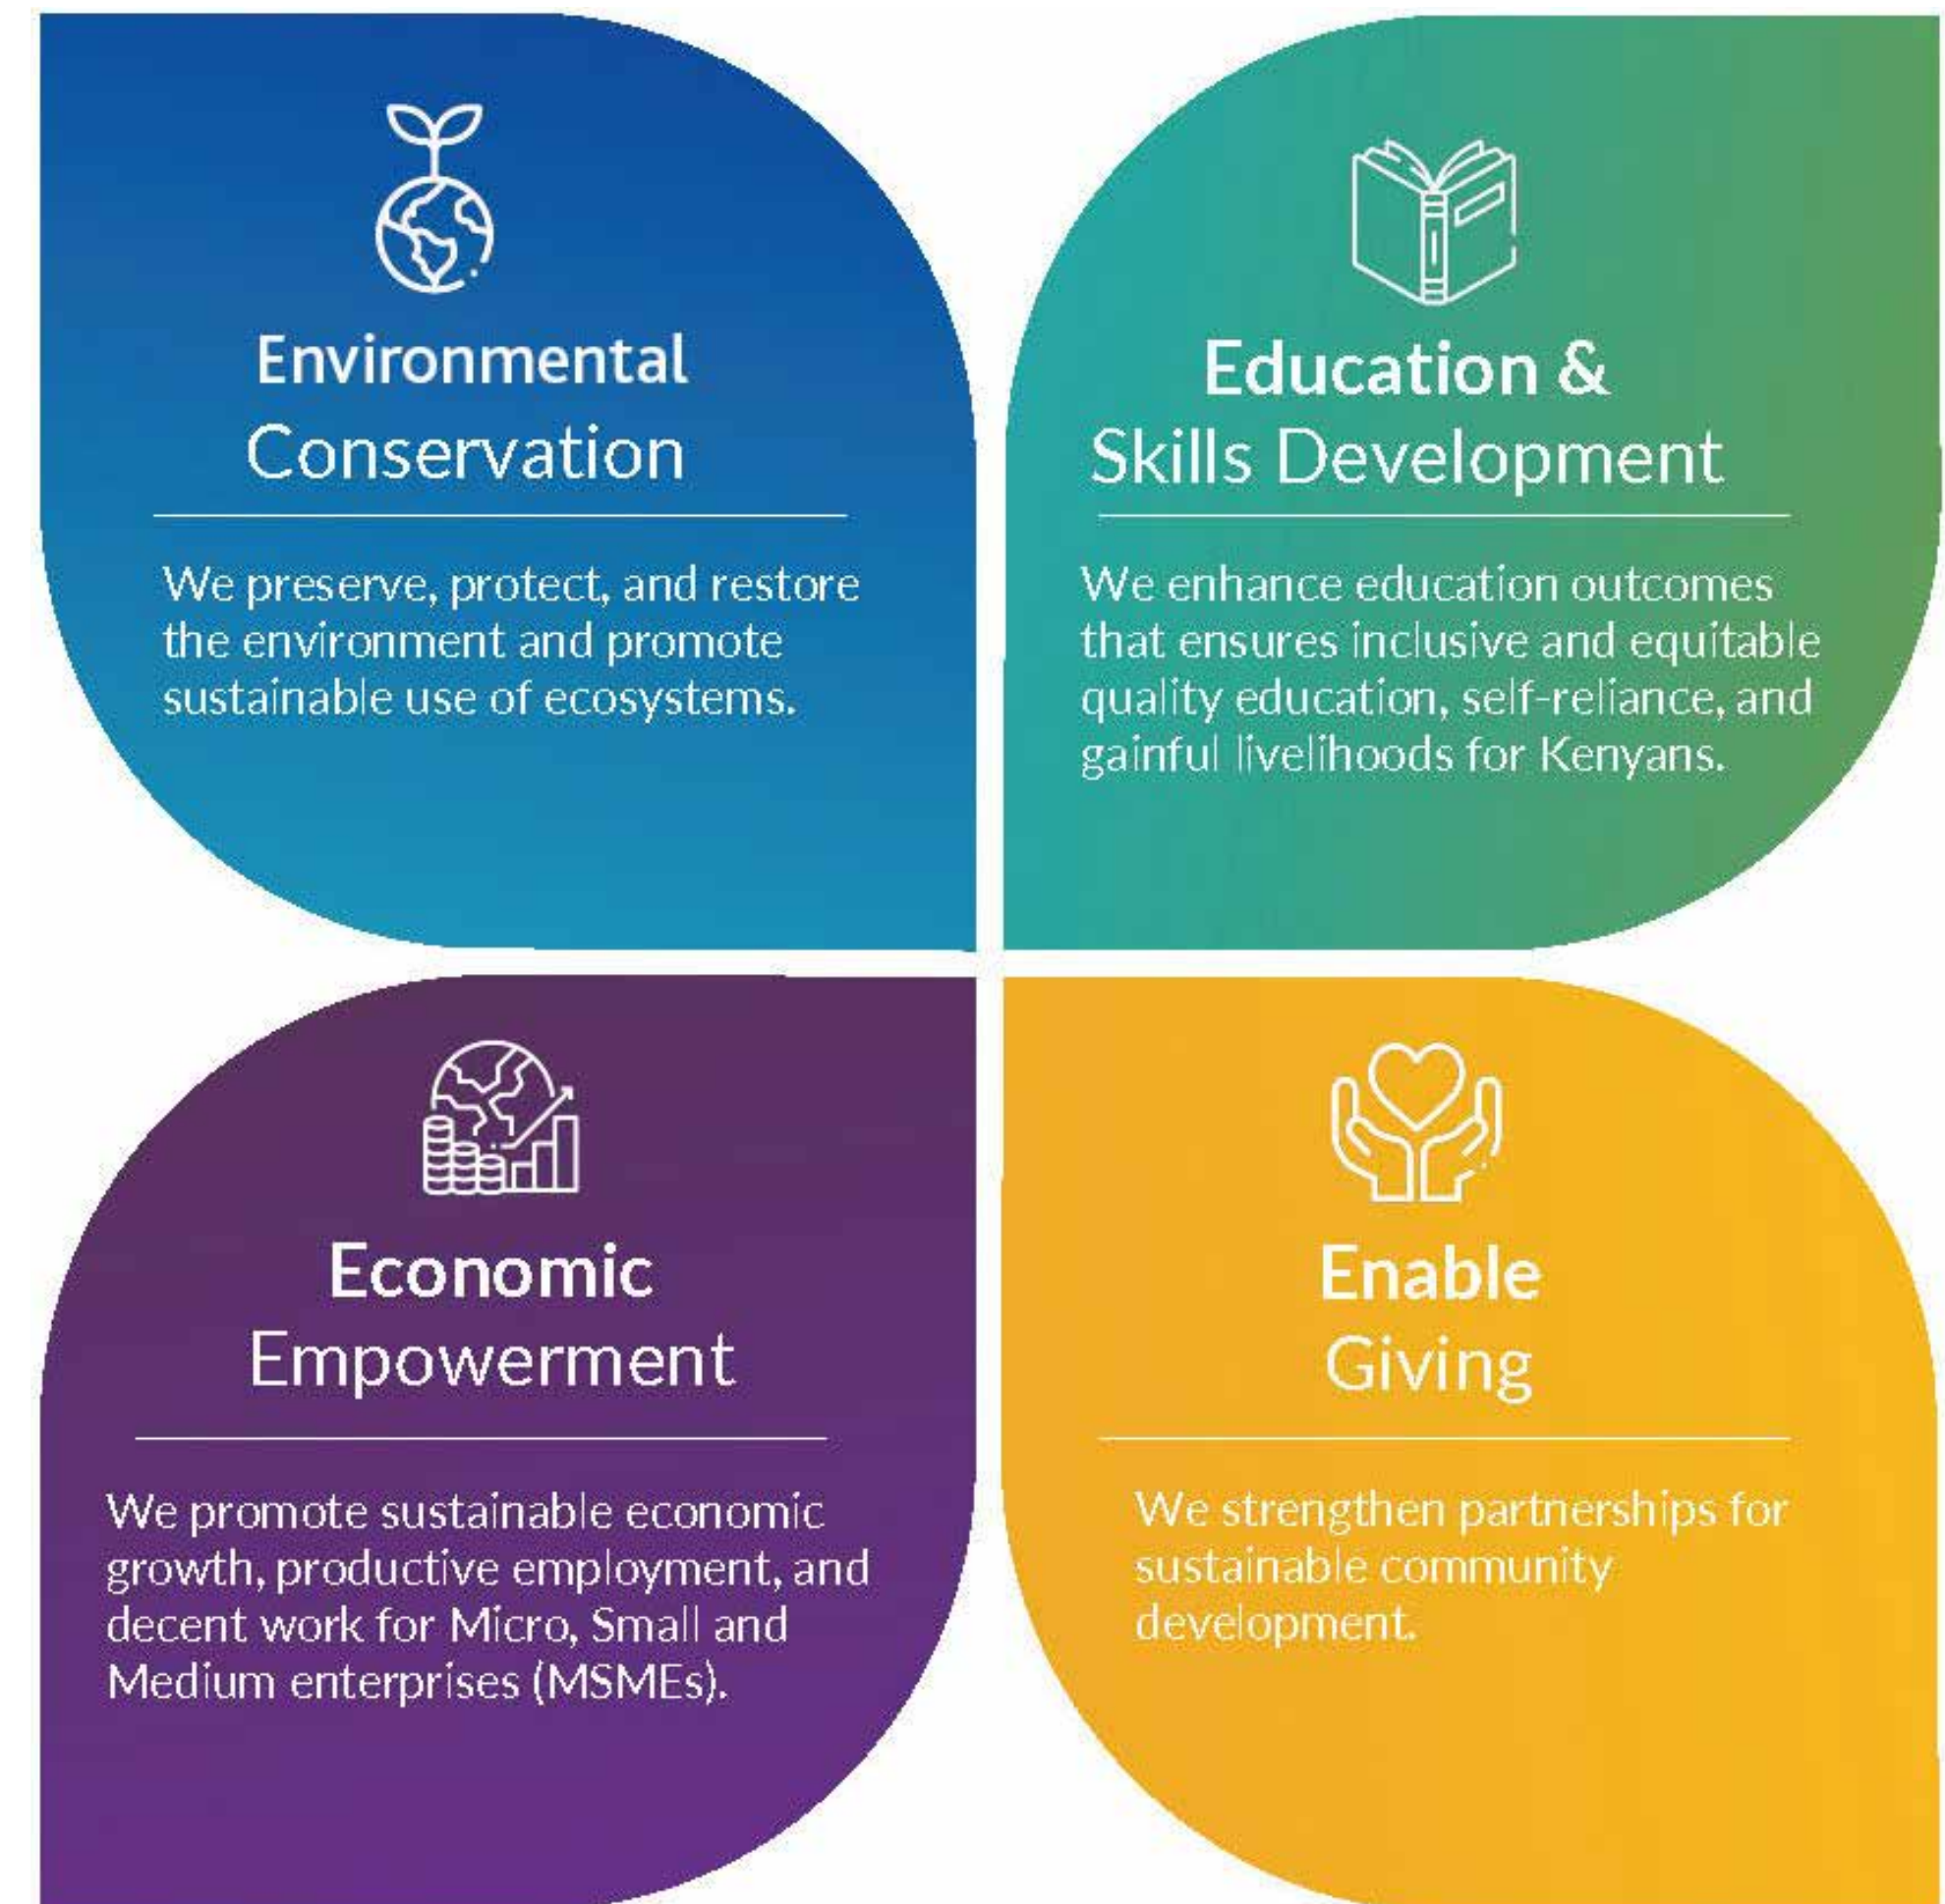 Environmental
Conservation
We preserve, protect, and restore
the environment and promote
sustainable use of ecosystems.
Education &
Skills Development
We enhance education outcomes
that ensures inclusive and equitable
quality education, self-reliance, and
gainful livelihoods for Kenyans.
Economic
Empowerment
We promote sustainable economic
growth, productive employment, and
decent work for Micro, Small and
Medium enterprises (MSMEs).
Enable
Giving
We strengthen partnerships for
sustainable community
development.